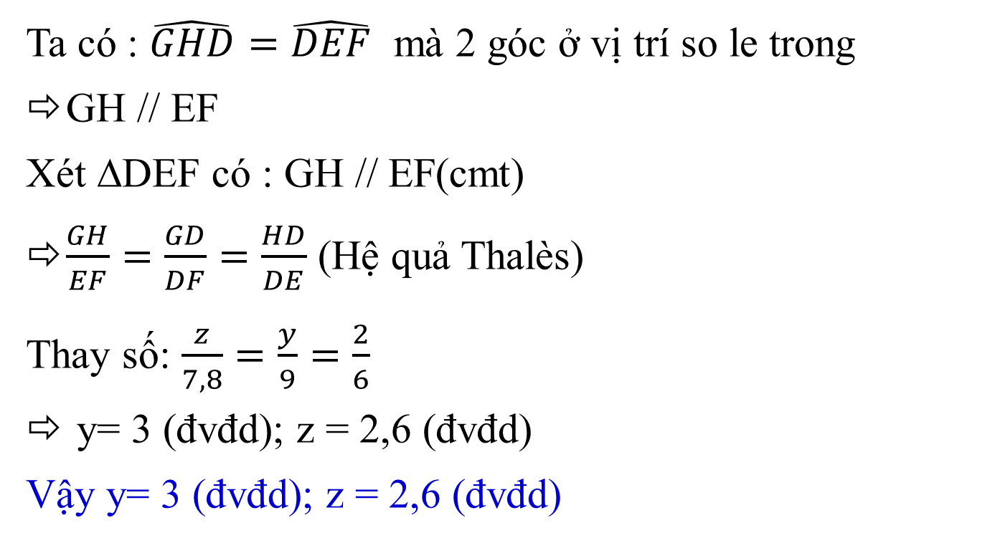 Ta có : \widehat{GHD} = \widehat{DEF} mà 2 góc ở vị trí so le trong
⇨GH // EF
Xét ∆DEF có : GH // EF(cmt)
⇨\frac{GH}{EF} = \frac{GD}{DF} = \frac{HD}{DE} (Hệ quả Thalès)
Thay số: \frac{z}{7,8} = \frac{y}{9} = \frac{2}{6}
⇨ y= 3 (đvđd); z = 2,6 (đvđd)
Vậy y= 3 (đvđd); z = 2,6 (đvđd)